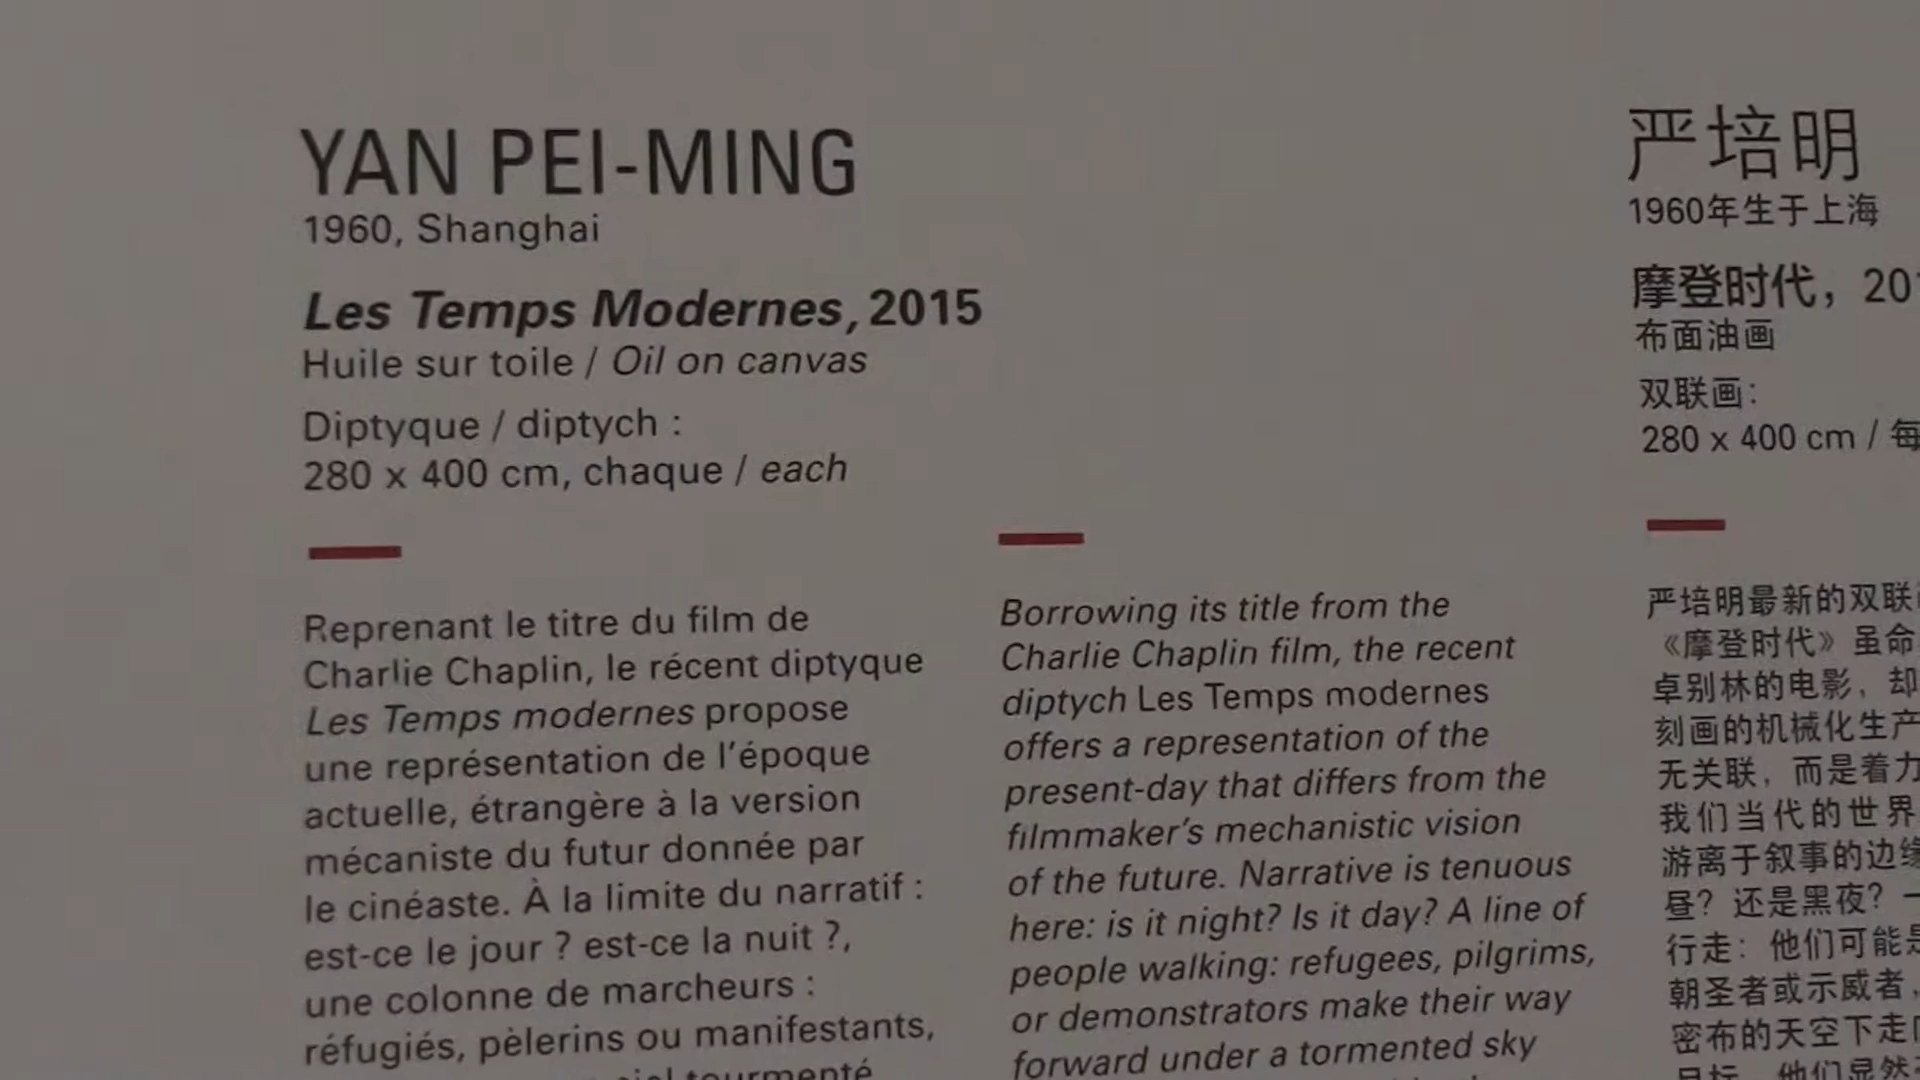 YAN PEI-MING
1960, Shanghai
Les Temps Modernes, 2015
Huile sur toile / Oil on canvas
Diptyque / diptych :
280 x 400 cm, chaque / each
Reprenant le titre du film de
Charlie Chaplin, le récent diptyque
Les Temps modernes propose
une représentation de l'époque
actuelle, étrangère à la version
mécaniste du futur donnée par
le cinéaste. À la limite du narratif :
est-ce le jour ? est-ce la nuit ?,
une colonne de marcheurs :
réfugiés, pèlerins ou manifestants,
tourmenté
Borrowing its title from the
Charlie Chaplin film, the recent
diptych Les Temps modernes
offers a representation of the
present-day that differs from the
filmmaker's mechanistic vision
of the future. Narrative is tenuous
here: is it night? Is it day? A line of
people walking: refugees, pilgrims,
or demonstrators make their way
forward under a tormented sky
严培明
1960年生于上海
摩登时代，201
布面油画
双联画：
280 x 400 cm / 每
严培明最新的双联
《摩登时代》虽命
卓别林的电影，却
刻画的机械化生产
无关联，而是着力
我们当代的世界
游离于叙事的边缘
昼？还是黑夜？一
行走：他们可能是
朝圣者或示威者，
密布的天空下走
目标，他们显然